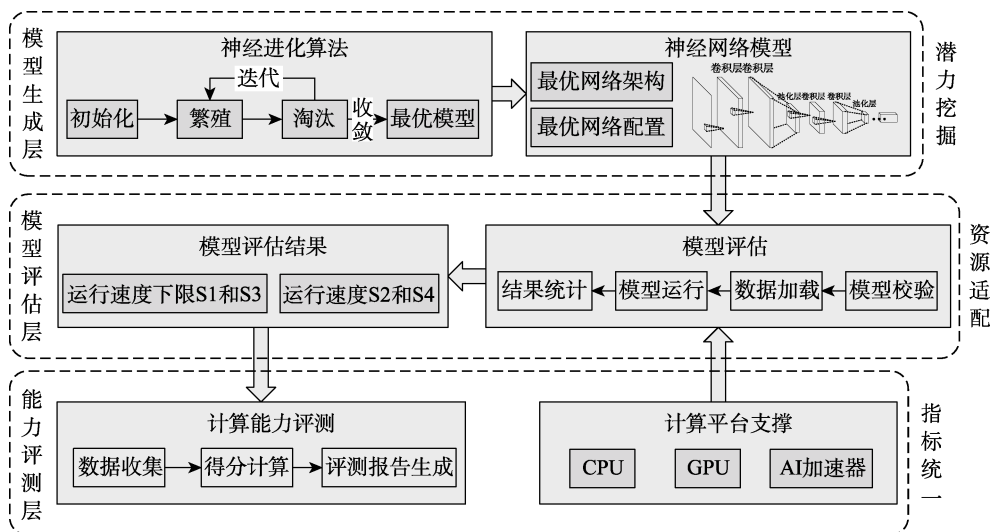 模型生成层
神经进化算法
迭代
初始化
繁殖
淘汰
收敛
最优模型
神经网络模型
最优网络架构
最优网络配置
卷积层卷积层
池化层卷积层 卷积层
池化层
潜力挖掘
模型评估层
模型评估结果
运行速度下限S1和S3
运行速度S2和S4
模型评估
结果统计
模型运行
数据加载
模型校验
资源适配
能力评测层
计算能力评测
数据收集
得分计算
评测报告生成
计算平台支撑
CPU
GPU
AI加速器
指标统一